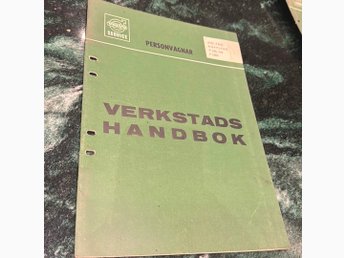 VOLVO
SERVICE
PERSONVAGNAR
VERKSTADS
HANDBOK